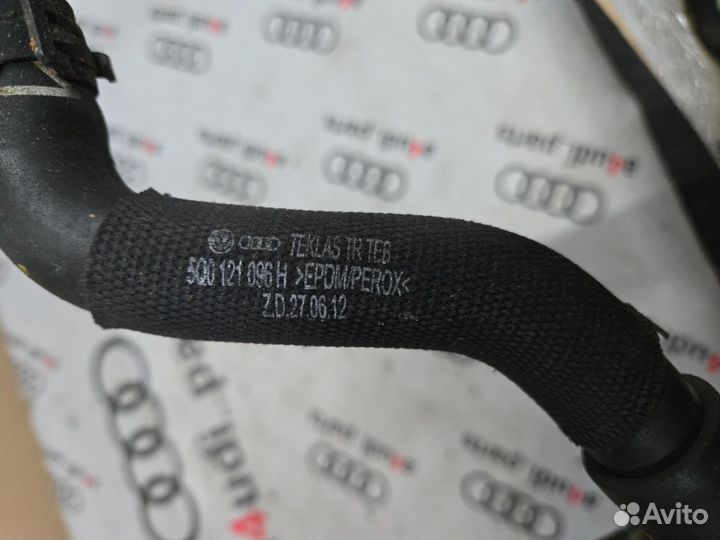 TEKLAS TR TEB
5Q0 121 096 H >EPDM/PEROX<
Z.D.27.06.12
Avito